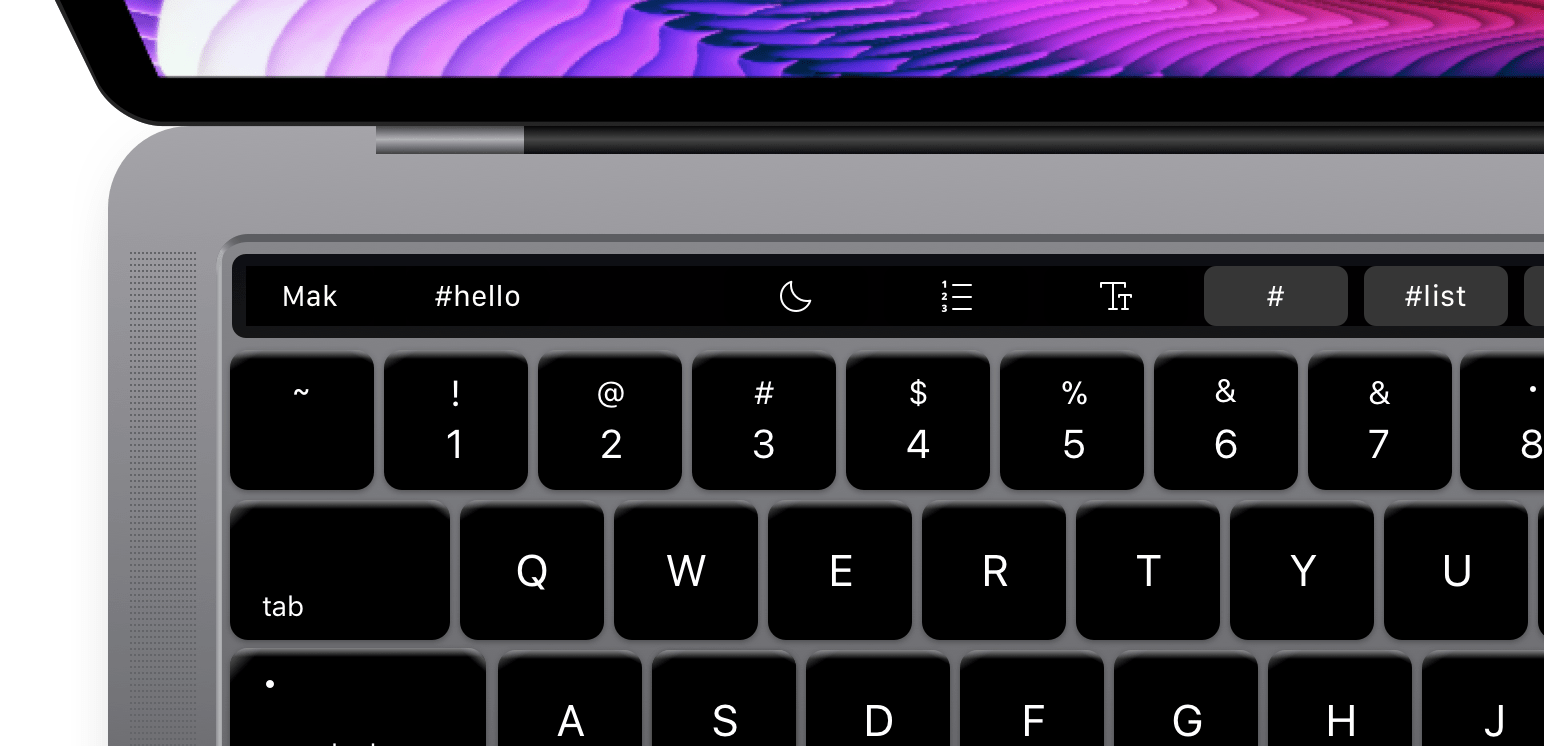 Mak #hello # #list
~ ! @ # $ % & &
1 2 3 4 5 6 7 8
Q W E R T Y U
tab
A S D F G H J